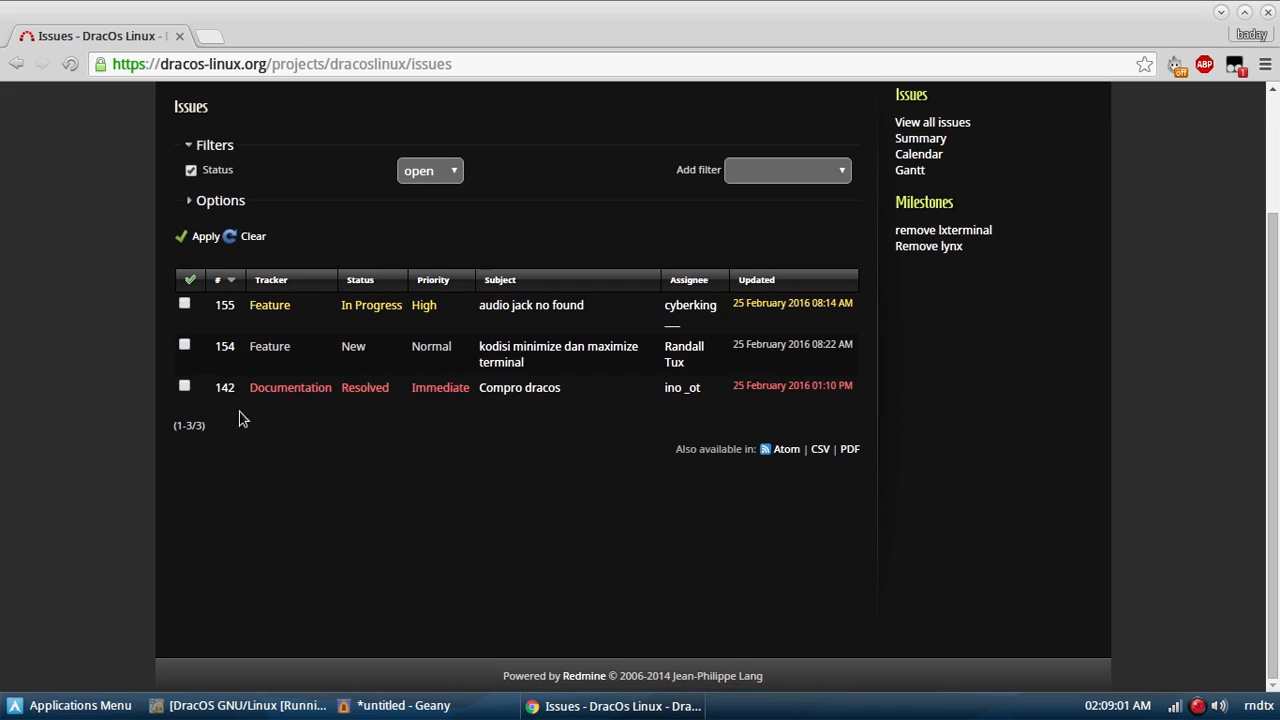 Issues - DracOs Linux -
baday
https://dracos-linux.org/projects/dracoslinux/issues
off
ABP
1
Issues
Filters
Status
open
Add filter
Options
Apply Clear
# Tracker Status Priority Subject Assignee Updated
155 Feature In Progress High audio jack no found cyberking 25 February 2016 08:14 AM
__
154 Feature New Normal kodisi minimize dan maximize Randall 25 February 2016 08:22 AM
terminal Tux
142 Documentation Resolved Immediate Compro dracos ino _ot 25 February 2016 01:10 PM
(1-3/3)
Also available in: Atom | CSV | PDF
Issues
View all issues
Summary
Calendar
Gantt
Milestones
remove lxterminal
Remove lynx
Powered by Redmine © 2006-2014 Jean-Philippe Lang
Applications Menu [DracOS GNU/Linux [Runni... *untitled - Geany Issues - DracOs Linux - Dra... 02:09:01 AM rndtx